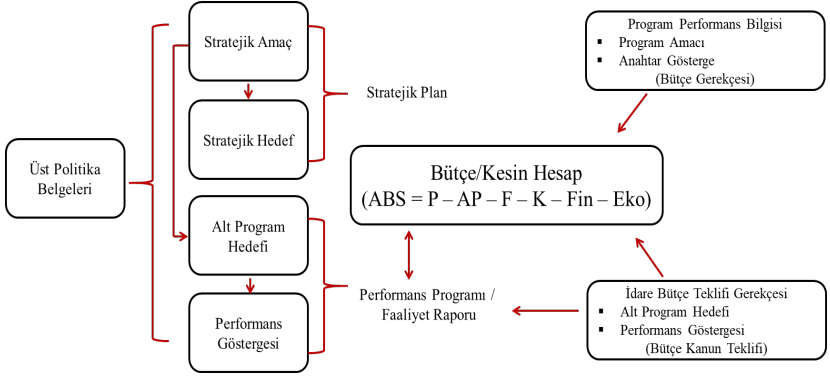 Üst Politika
Belgeleri
Stratejik Amaç
Stratejik Hedef
Alt Program
Hedefi
Performans
Göstergesi
Stratejik Plan
Performans Programı /
Faaliyet Raporu
Bütçe/Kesin Hesap
(ABS = P – AP – F – K – Fin – Eko)
Program Performans Bilgisi
▪ Program Amacı
▪ Anahtar Gösterge
(Bütçe Gerekçesi)
İdare Bütçe Teklifi Gerekçesi
▪ Alt Program Hedefi
▪ Performans Göstergesi
(Bütçe Kanun Teklifi)